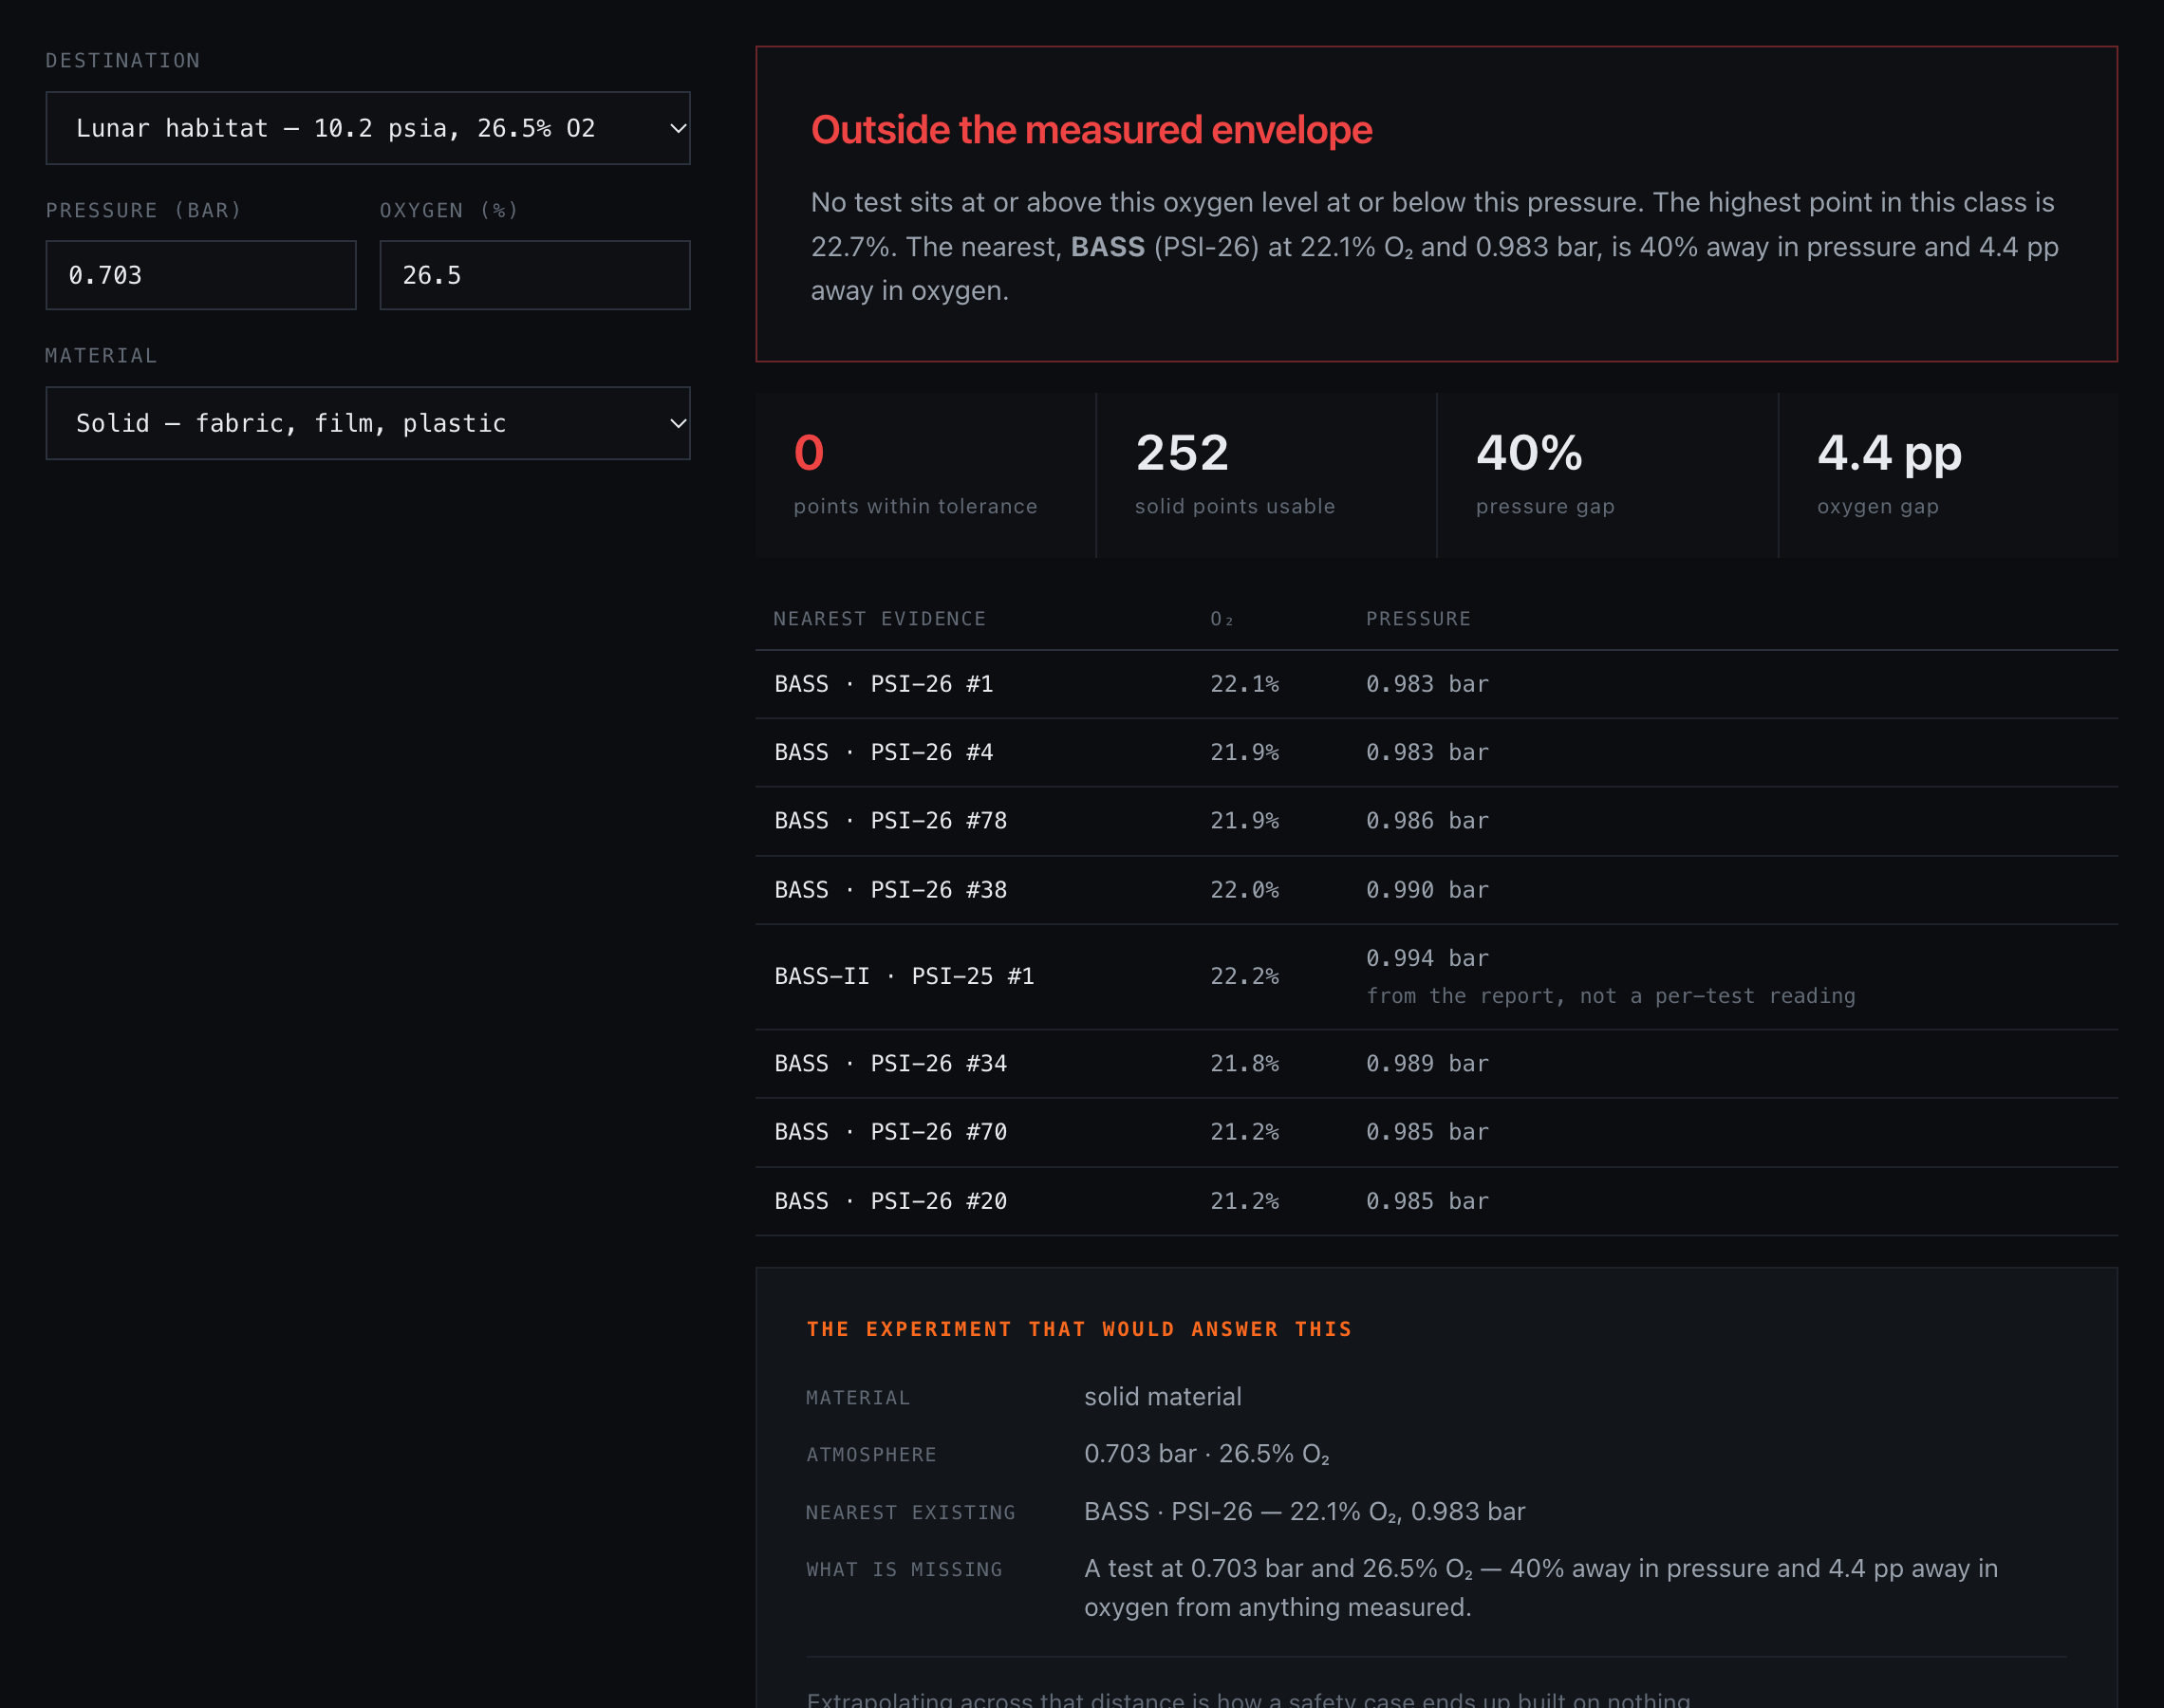 DESTINATION
Lunar habitat — 10.2 psia, 26.5% O2
PRESSURE (BAR)
OXYGEN (%)
0.703
26.5
MATERIAL
Solid — fabric, film, plastic
Outside the measured envelope
No test sits at or above this oxygen level at or below this pressure. The highest point in this class is
22.7%. The nearest, BASS (PSI-26) at 22.1% O₂ and 0.983 bar, is 40% away in pressure and 4.4 pp
away in oxygen.
0
points within tolerance
252
solid points usable
40%
pressure gap
4.4 pp
oxygen gap
NEAREST EVIDENCE O₂ PRESSURE
BASS · PSI-26 #1 22.1% 0.983 bar
BASS · PSI-26 #4 21.9% 0.983 bar
BASS · PSI-26 #78 21.9% 0.986 bar
BASS · PSI-26 #38 22.0% 0.990 bar
BASS-II · PSI-25 #1 22.2% 0.994 bar
from the report, not a per-test reading
BASS · PSI-26 #34 21.8% 0.989 bar
BASS · PSI-26 #70 21.2% 0.985 bar
BASS · PSI-26 #20 21.2% 0.985 bar
THE EXPERIMENT THAT WOULD ANSWER THIS
MATERIAL solid material
ATMOSPHERE 0.703 bar · 26.5% O₂
NEAREST EXISTING BASS · PSI-26 — 22.1% O₂, 0.983 bar
WHAT IS MISSING A test at 0.703 bar and 26.5% O₂ — 40% away in pressure and 4.4 pp away in
oxygen from anything measured.
Extrapolating across that distance is how a safety case ends up built on nothing.